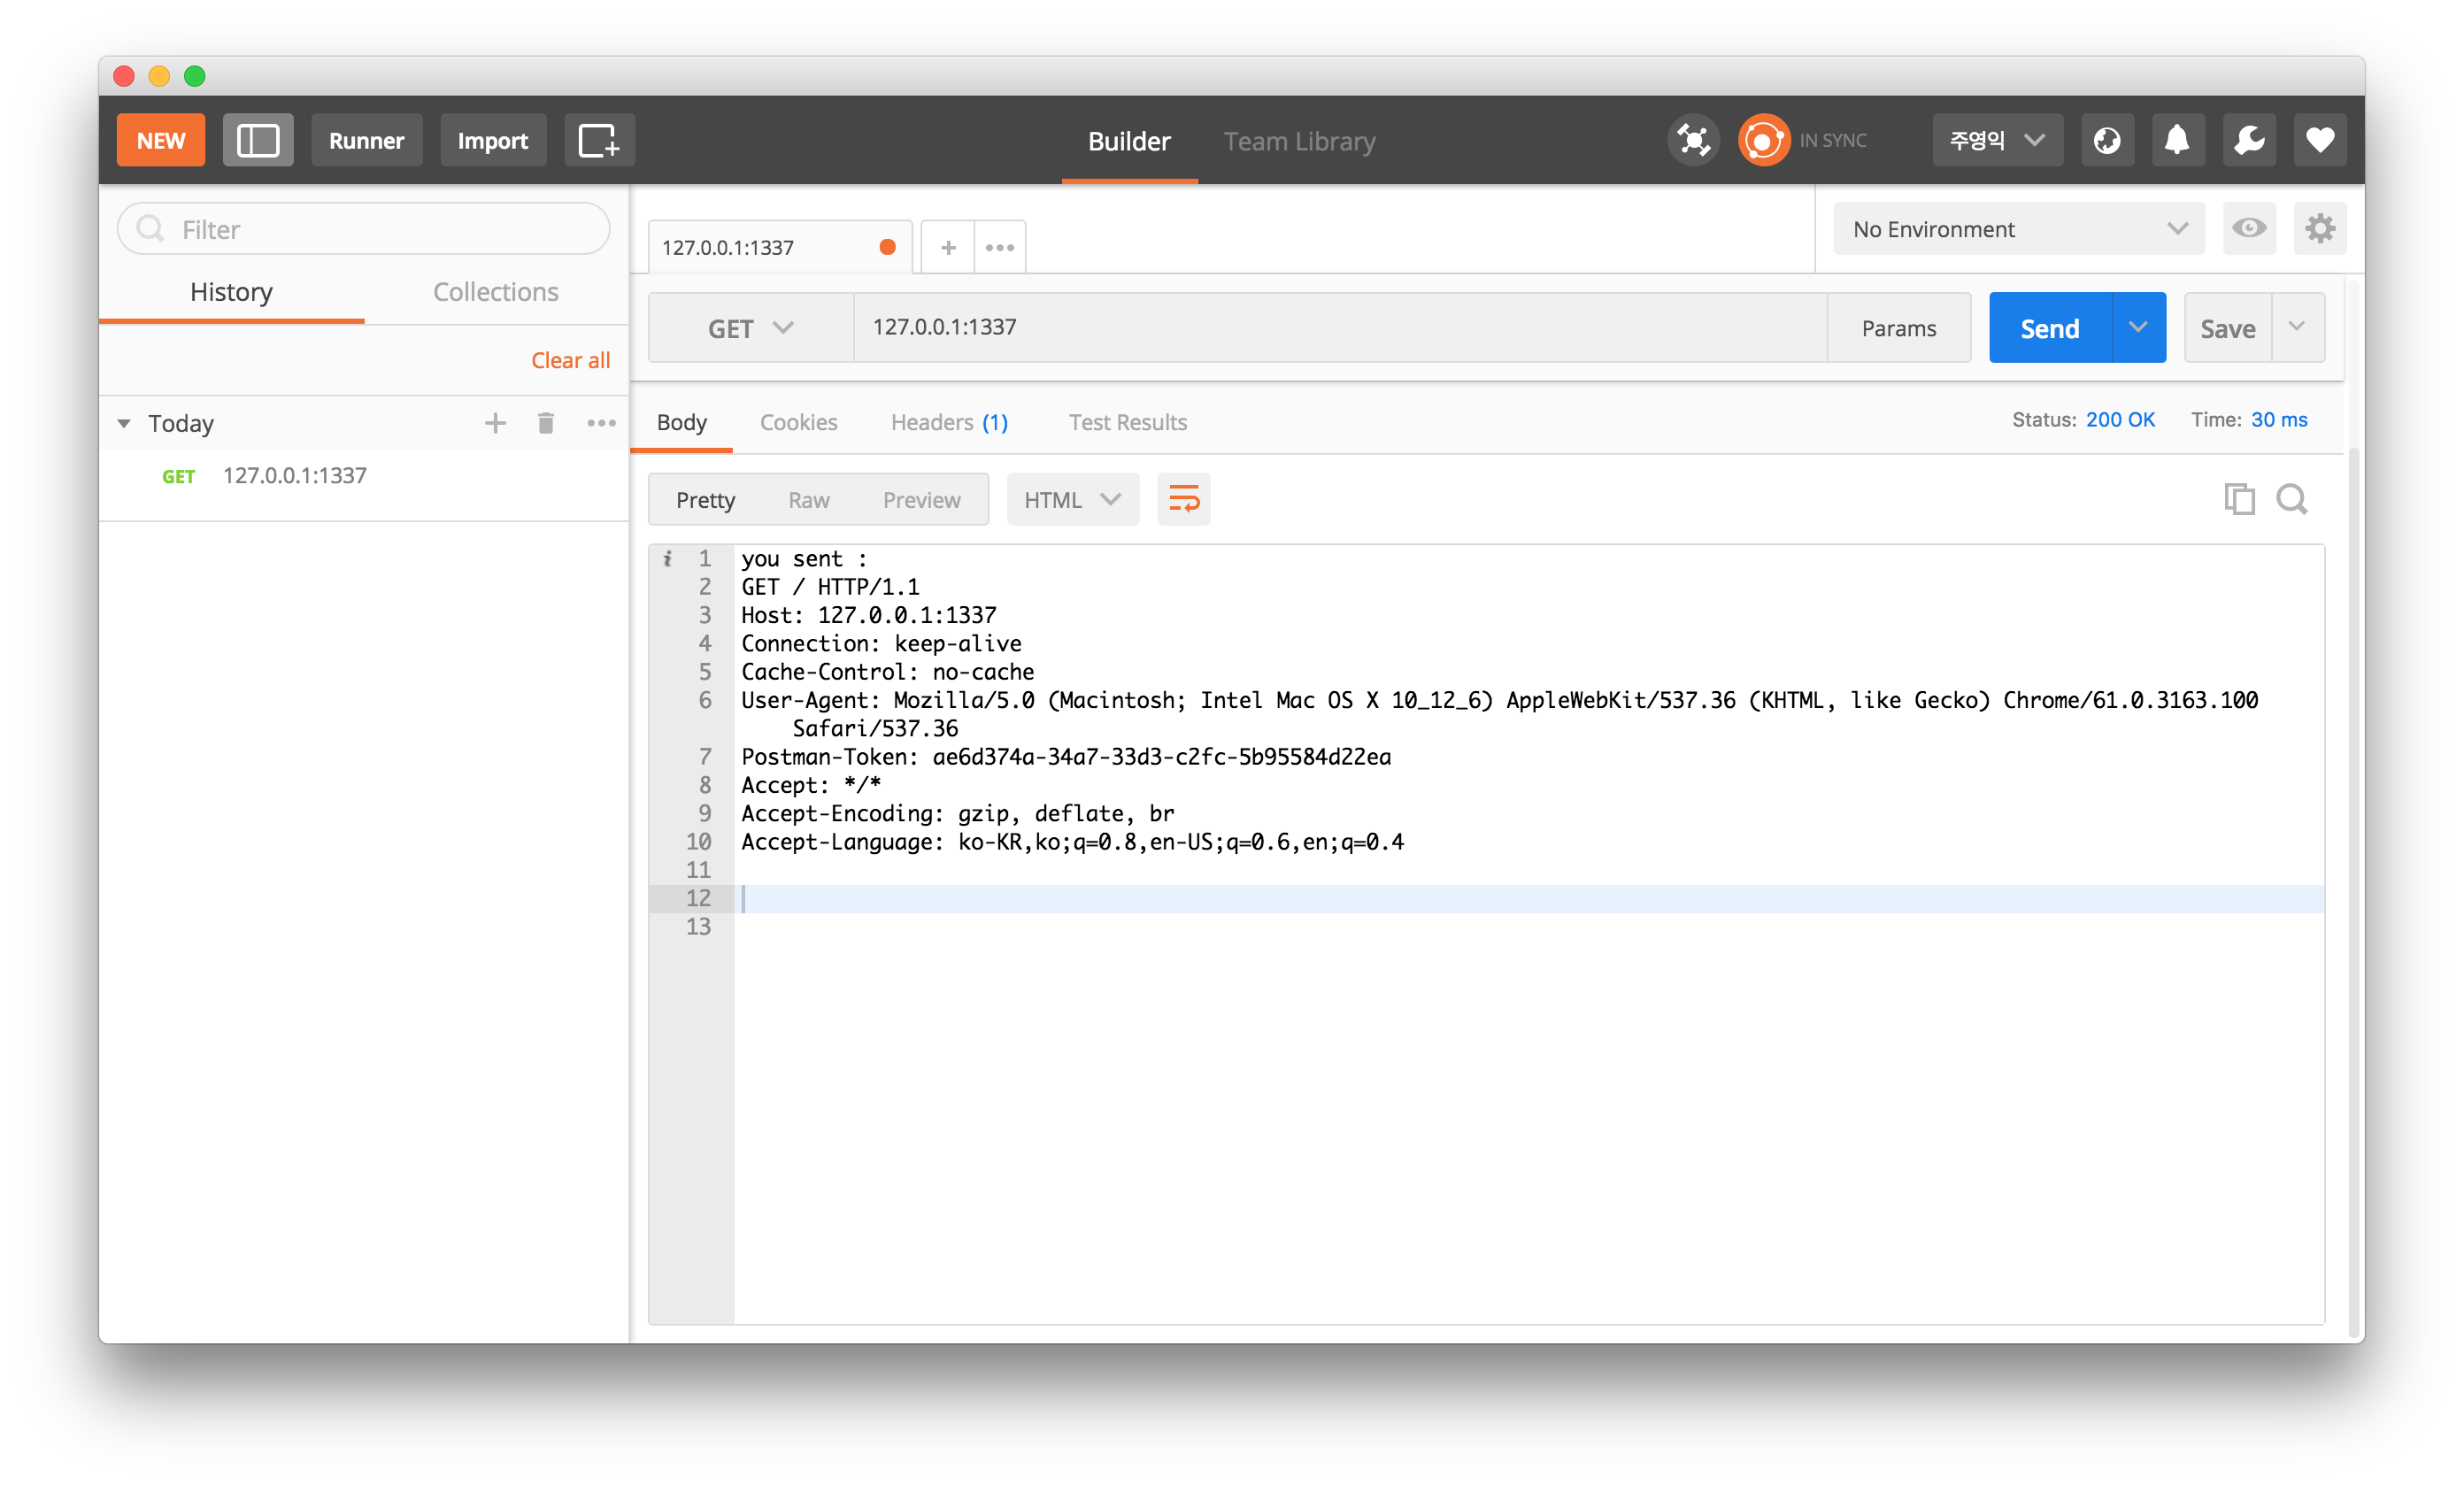 NEW Runner Import Builder Team Library IN SYNC 주영익
Filter
History Collections
Clear all
Today
GET 127.0.0.1:1337
127.0.0.1:1337 + •••
No Environment
GET 127.0.0.1:1337 Params Send Save
Body Cookies Headers (1) Test Results Status: 200 OK Time: 30 ms
Pretty Raw Preview HTML
i 1 you sent :
2 GET / HTTP/1.1
3 Host: 127.0.0.1:1337
4 Connection: keep-alive
5 Cache-Control: no-cache
6 User-Agent: Mozilla/5.0 (Macintosh; Intel Mac OS X 10_12_6) AppleWebKit/537.36 (KHTML, like Gecko) Chrome/61.0.3163.100
Safari/537.36
7 Postman-Token: ae6d374a-34a7-33d3-c2fc-5b95584d22ea
8 Accept: */*
9 Accept-Encoding: gzip, deflate, br
10 Accept-Language: ko-KR,ko;q=0.8,en-US;q=0.6,en;q=0.4
11
12
13